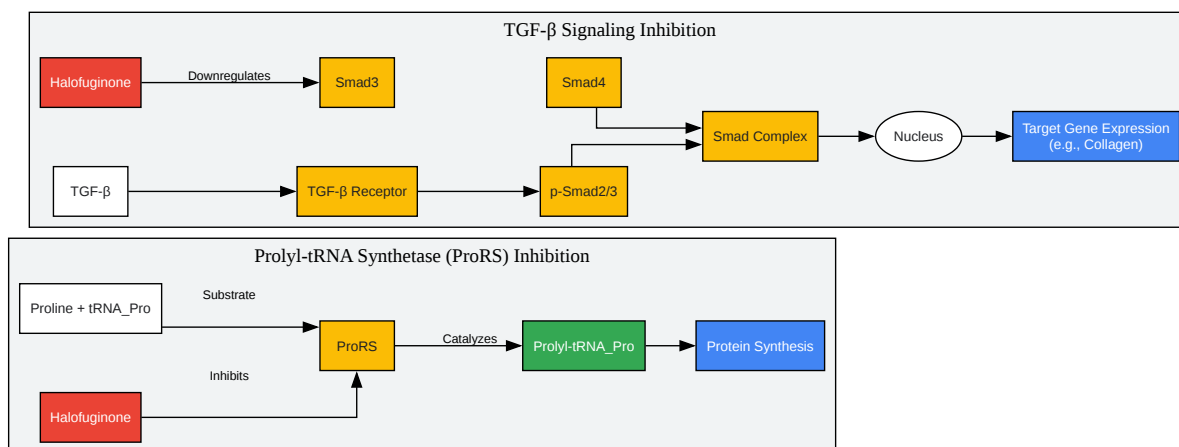 TGF-β Signaling Inhibition
Halofuginone
Downregulates
Smad3
Smad4
Smad Complex
Nucleus
Target Gene Expression
(e.g., Collagen)
TGF-β
TGF-β Receptor
p-Smad2/3
Prolyl-tRNA Synthetase (ProRS) Inhibition
Proline + tRNA_Pro
Substrate
ProRS
Catalyzes
Prolyl-tRNA_Pro
Protein Synthesis
Inhibits
Halofuginone